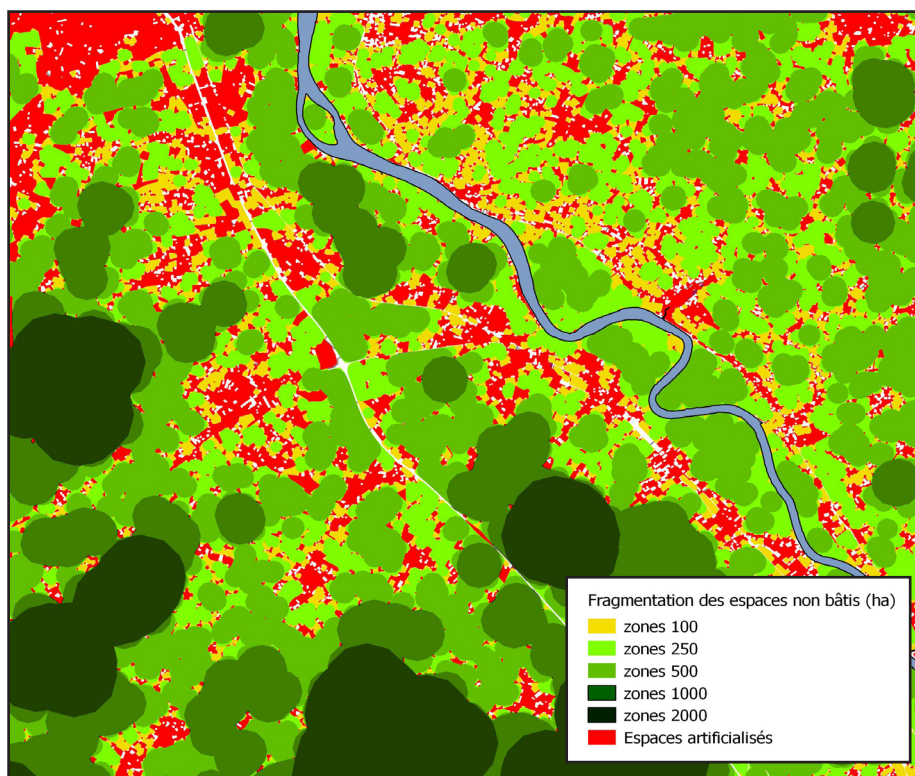 Fragmentation des espaces non bâtis (ha)
zones 100
zones 250
zones 500
zones 1000
zones 2000
Espaces artificialisés